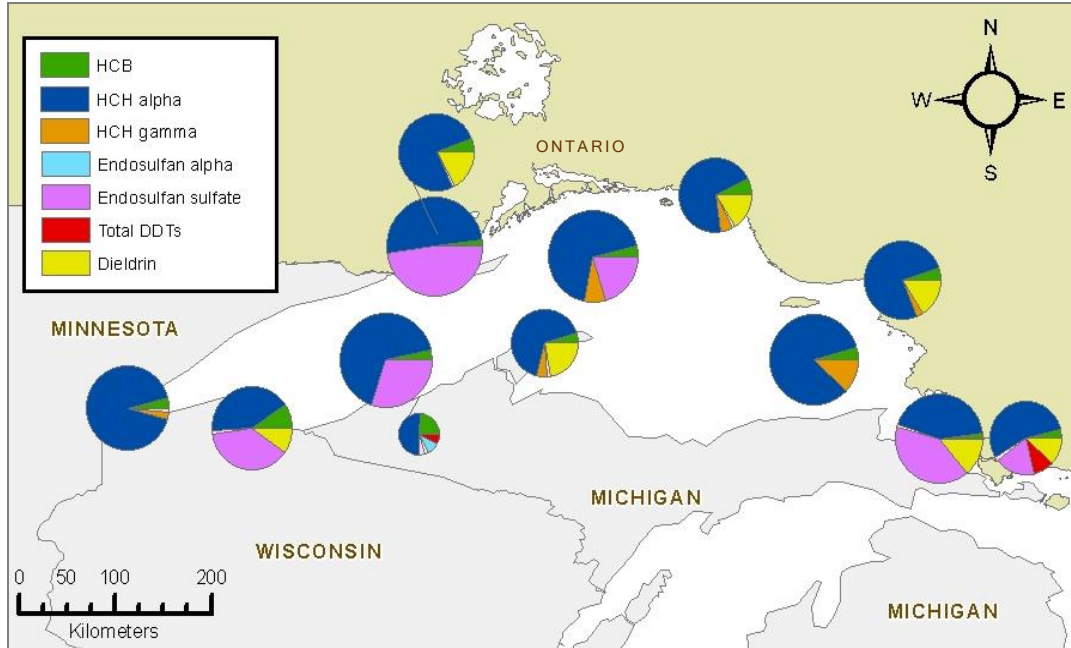 HCB
HCH alpha
HCH gamma
Endosulfan alpha
Endosulfan sulfate
Total DDTs
Dieldrin
N
W
E
S
ONTARIO
MINNESOTA
MICHIGAN
WISCONSIN
MICHIGAN
0 50 100 200
Kilometers